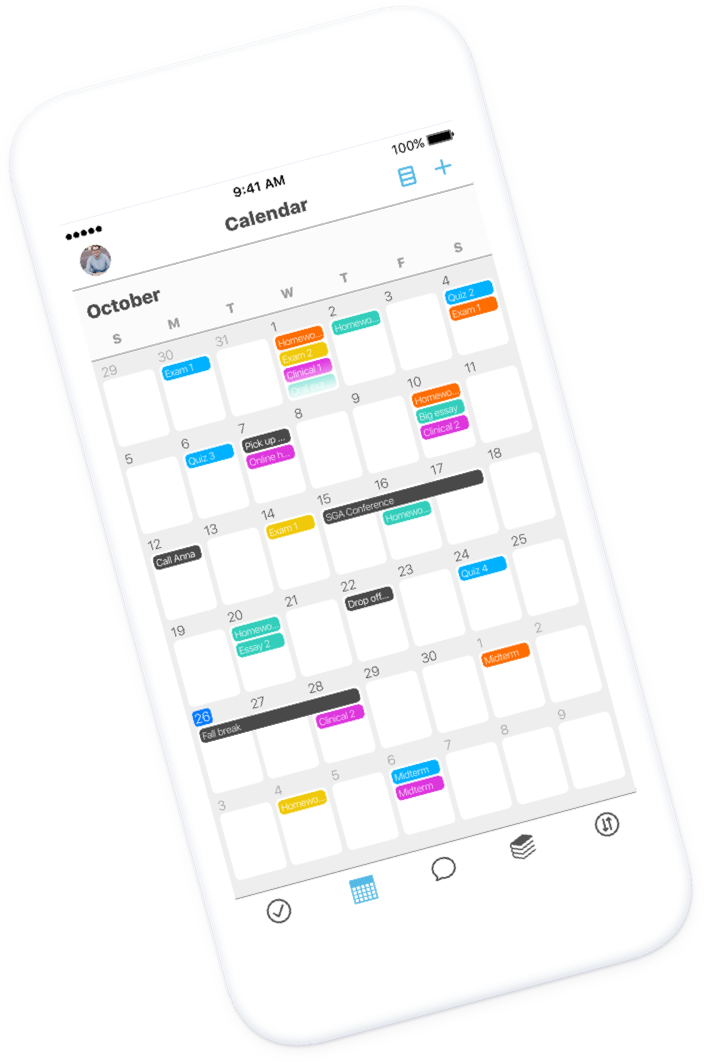 100%
9:41 AM
Calendar
October
S M T W T F S
29 30 31 1 2 3 4
Exam 1
Homewo...
Exam 2
Clinical 1
Homewo...
Quiz 2
Exam 1
5 6 7 8 9 10 11
Quiz 3
Pick up ...
Online h...
Homewo...
Big essay
Clinical 2
12 13 14 15 16 17 18
Call Anna
Exam 1
SGA Conference
Homewo...
19 20 21 22 23 24 25
Homewo...
Essay 2
Drop off...
Quiz 4
26 27 28 29 30 1 2
Fall break
Clinical 2
Midterm
3 4 5 6 7 8 9
Homewo...
Midterm
Midterm